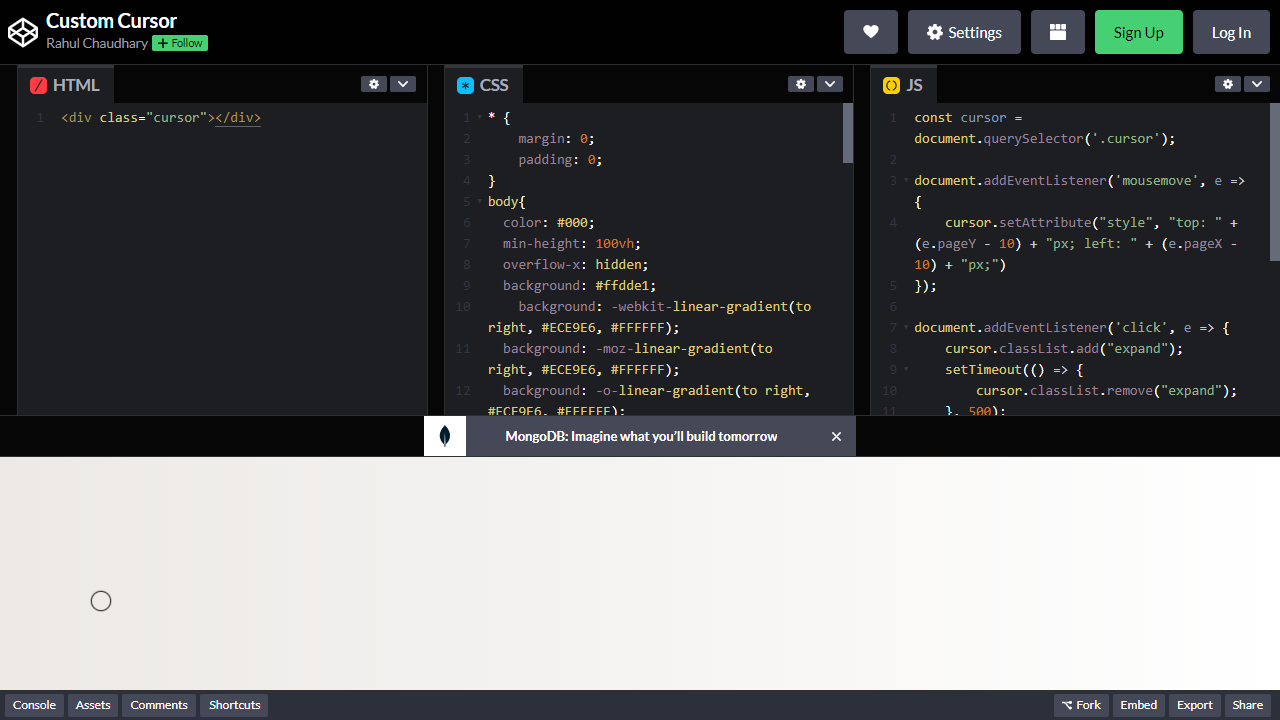 Custom Cursor
Rahul Chaudhary + Follow
Settings
Sign Up
Log In
HTML
1 <div class="cursor"></div>
CSS
1 * {
2 margin: 0;
3 padding: 0;
4 }
5 body{
6 color: #000;
7 min-height: 100vh;
8 overflow-x: hidden;
9 background: #ffdde1;
10 background: -webkit-linear-gradient(to
right, #ECE9E6, #FFFFFF);
11 background: -moz-linear-gradient(to
right, #ECE9E6, #FFFFFF);
12 background: -o-linear-gradient(to right,
#ECE9E6, #FFFFFF);
JS
1 const cursor =
document.querySelector('.cursor');
2
3 document.addEventListener('mousemove', e =>
{
4 cursor.setAttribute("style", "top: " +
(e.pageY - 10) + "px; left: " + (e.pageX -
10) + "px;")
5 });
6
7 document.addEventListener('click', e => {
8 cursor.classList.add("expand");
9 setTimeout(() => {
10 cursor.classList.remove("expand");
11 }, 500);
MongoDB: Imagine what you’ll build tomorrow
Console
Assets
Comments
Shortcuts
Fork
Embed
Export
Share